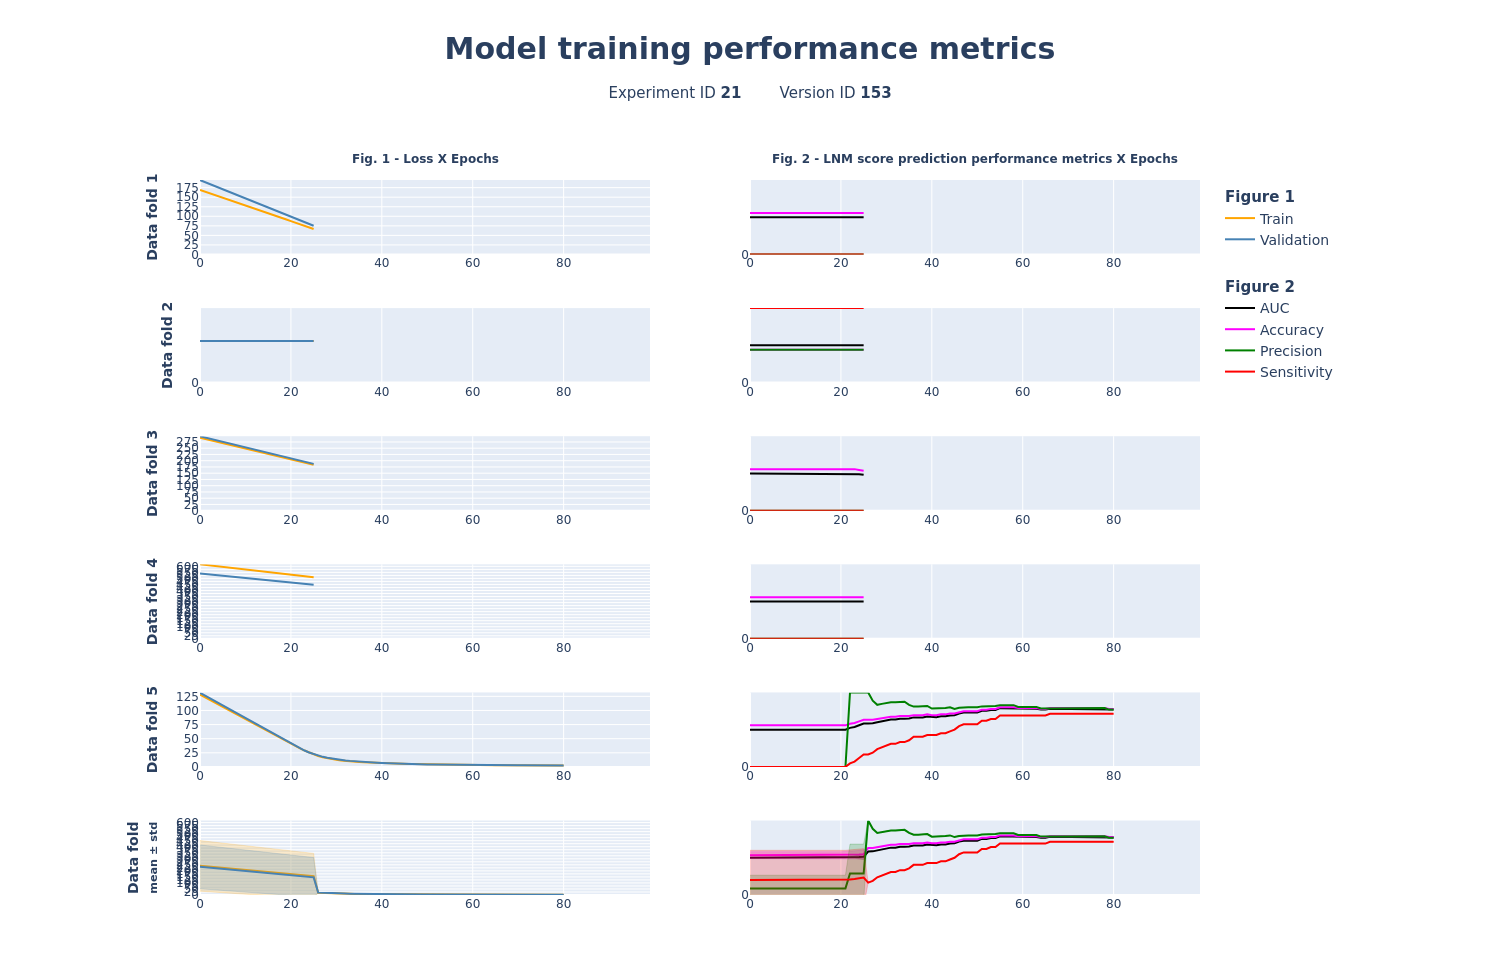 Model training performance metrics
Experiment ID 21 Version ID 153
Fig. 1 - Loss X Epochs
Fig. 2 - LNM score prediction performance metrics X Epochs
Data fold 1
175
150
125
100
75
50
25
0
0 20 40 60 80
0
0 20 40 60 80
Figure 1
Train
Validation
Figure 2
AUC
Accuracy
Precision
Sensitivity
Data fold 2
0
0 20 40 60 80
0
0 20 40 60 80
Data fold 3
275
250
225
200
175
150
125
100
75
50
25
0
0 20 40 60 80
0
0 20 40 60 80
Data fold 4
600
0
0 20 40 60 80
0
0 20 40 60 80
Data fold 5
125
100
75
50
25
0
0 20 40 60 80
0
0 20 40 60 80
Data fold
mean ± std
600
0
0 20 40 60 80
0
0 20 40 60 80